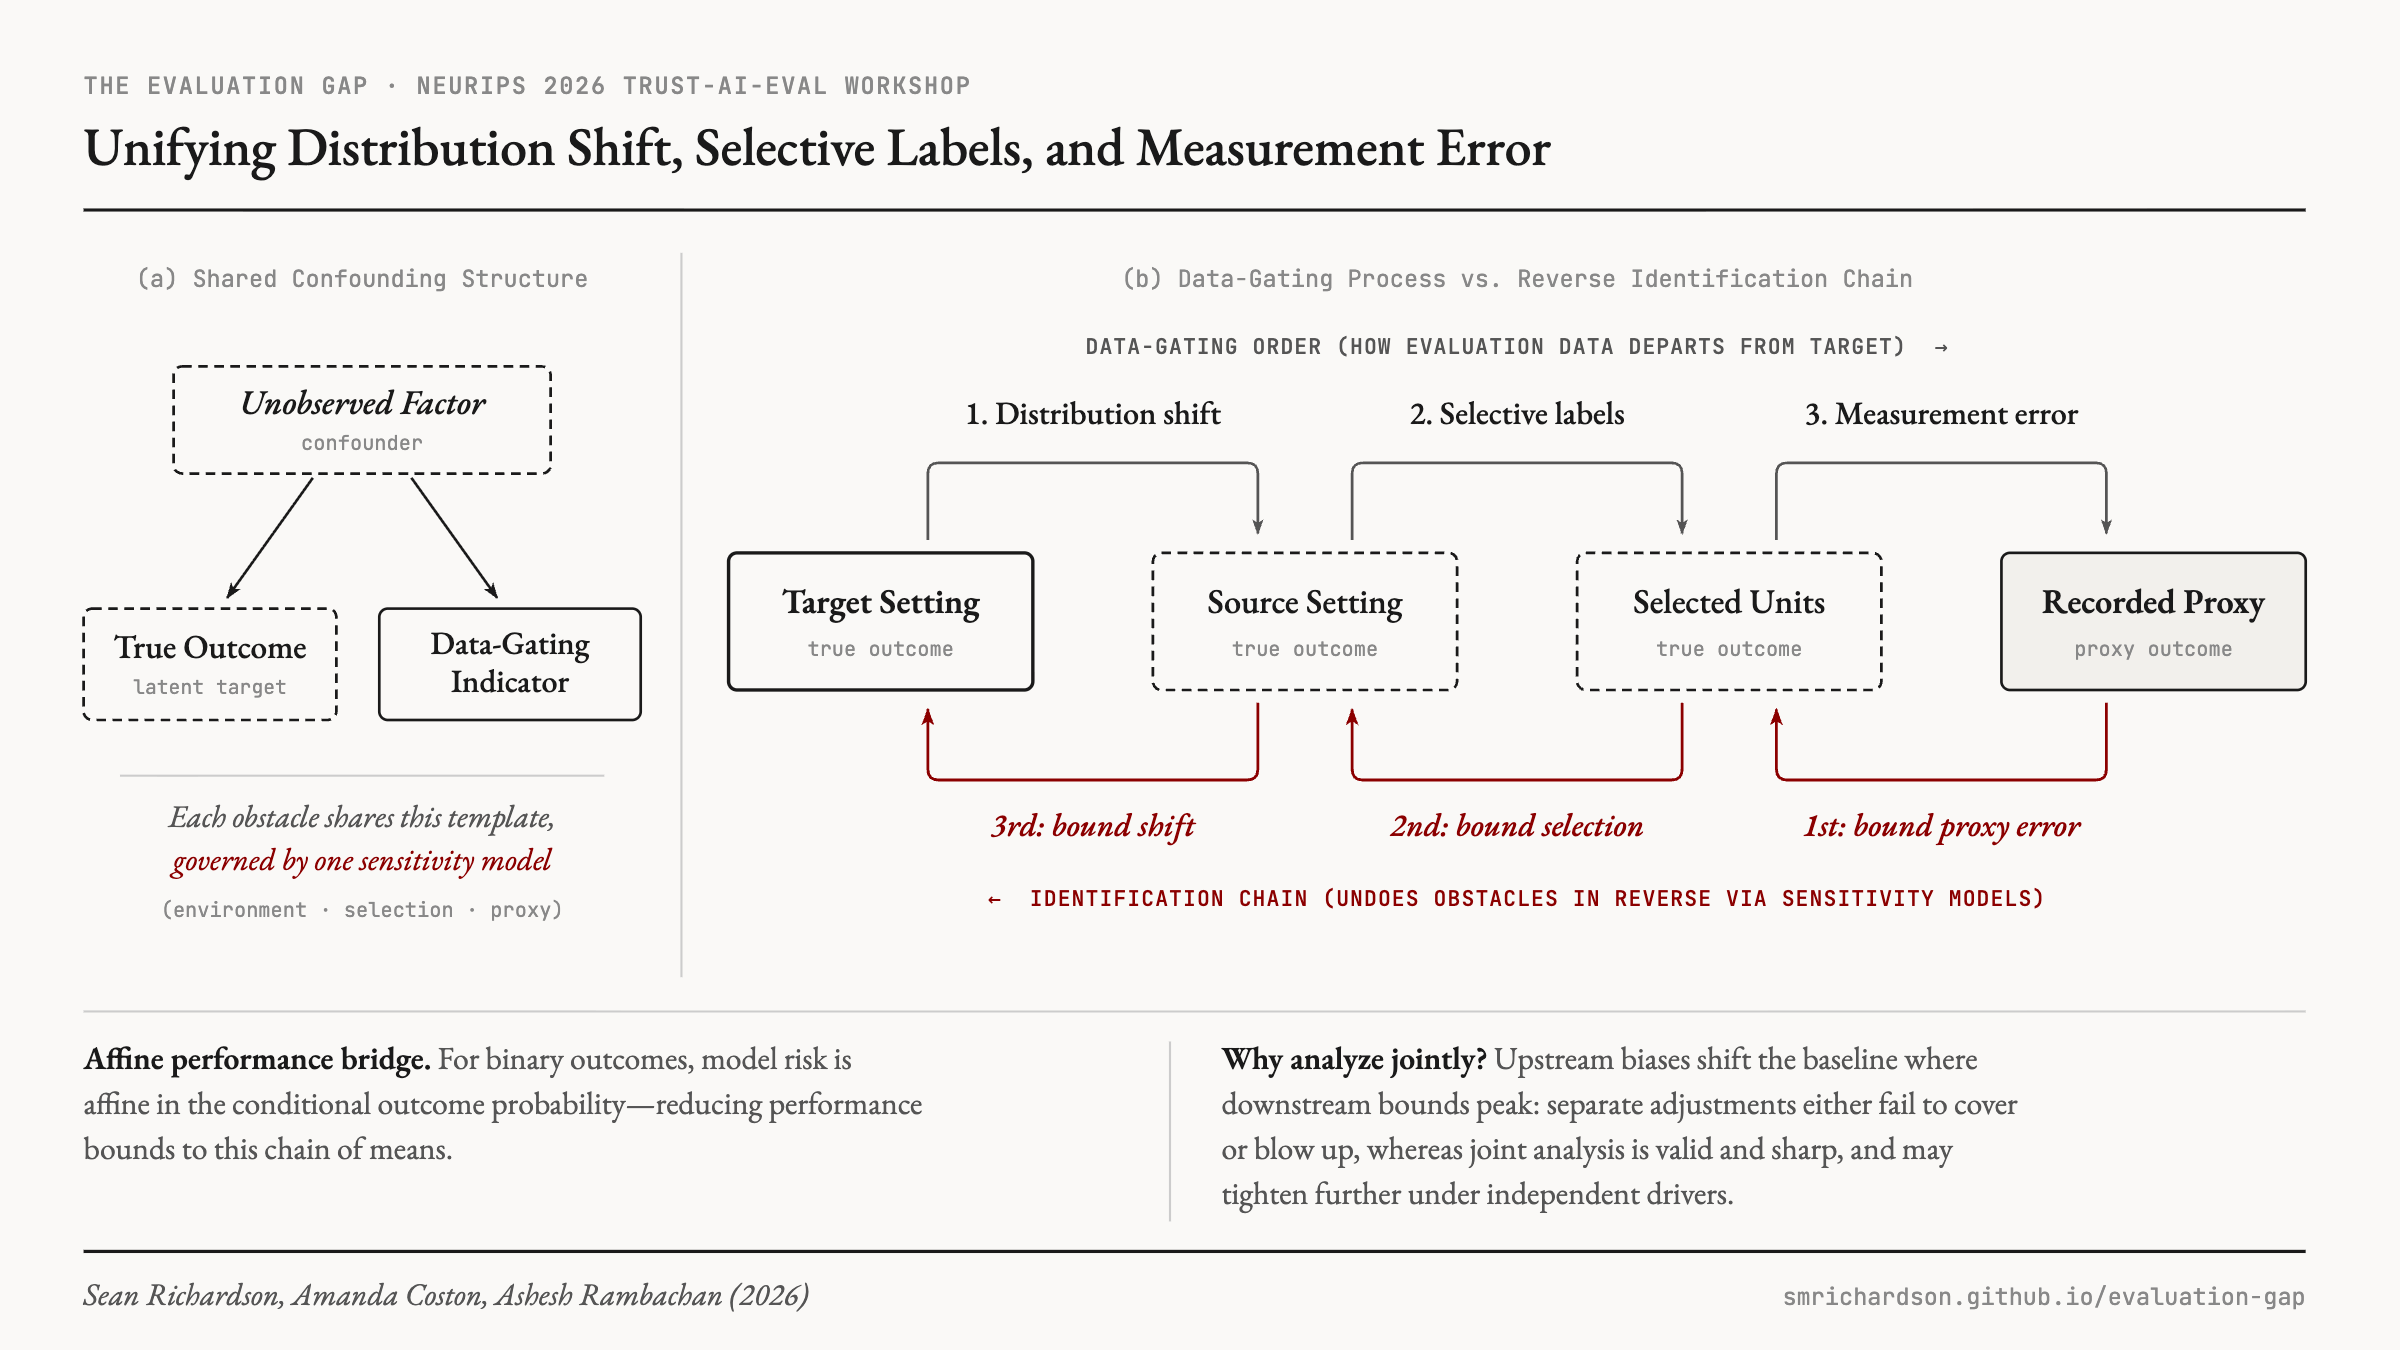 THE EVALUATION GAP · NEURIPS 2026 TRUST-AI-EVAL WORKSHOP
Unifying Distribution Shift, Selective Labels, and Measurement Error
(a) Shared Confounding Structure
Unobserved Factor
confounder
True Outcome
latent target
Data-Gating
Indicator
Each obstacle shares this template,
governed by one sensitivity model
(environment · selection · proxy)
(b) Data-Gating Process vs. Reverse Identification Chain
DATA-GATING ORDER (HOW EVALUATION DATA DEPARTS FROM TARGET) →
1. Distribution shift
2. Selective labels
3. Measurement error
Target Setting
true outcome
Source Setting
true outcome
Selected Units
true outcome
Recorded Proxy
proxy outcome
3rd: bound shift
2nd: bound selection
1st: bound proxy error
← IDENTIFICATION CHAIN (UNDOES OBSTACLES IN REVERSE VIA SENSITIVITY MODELS)
Affine performance bridge. For binary outcomes, model risk is
affine in the conditional outcome probability—reducing performance
bounds to this chain of means.
Why analyze jointly? Upstream biases shift the baseline where
downstream bounds peak: separate adjustments either fail to cover
or blow up, whereas joint analysis is valid and sharp, and may
tighten further under independent drivers.
Sean Richardson, Amanda Coston, Ashesh Rambachan (2026)
smrichardson.github.io/evaluation-gap